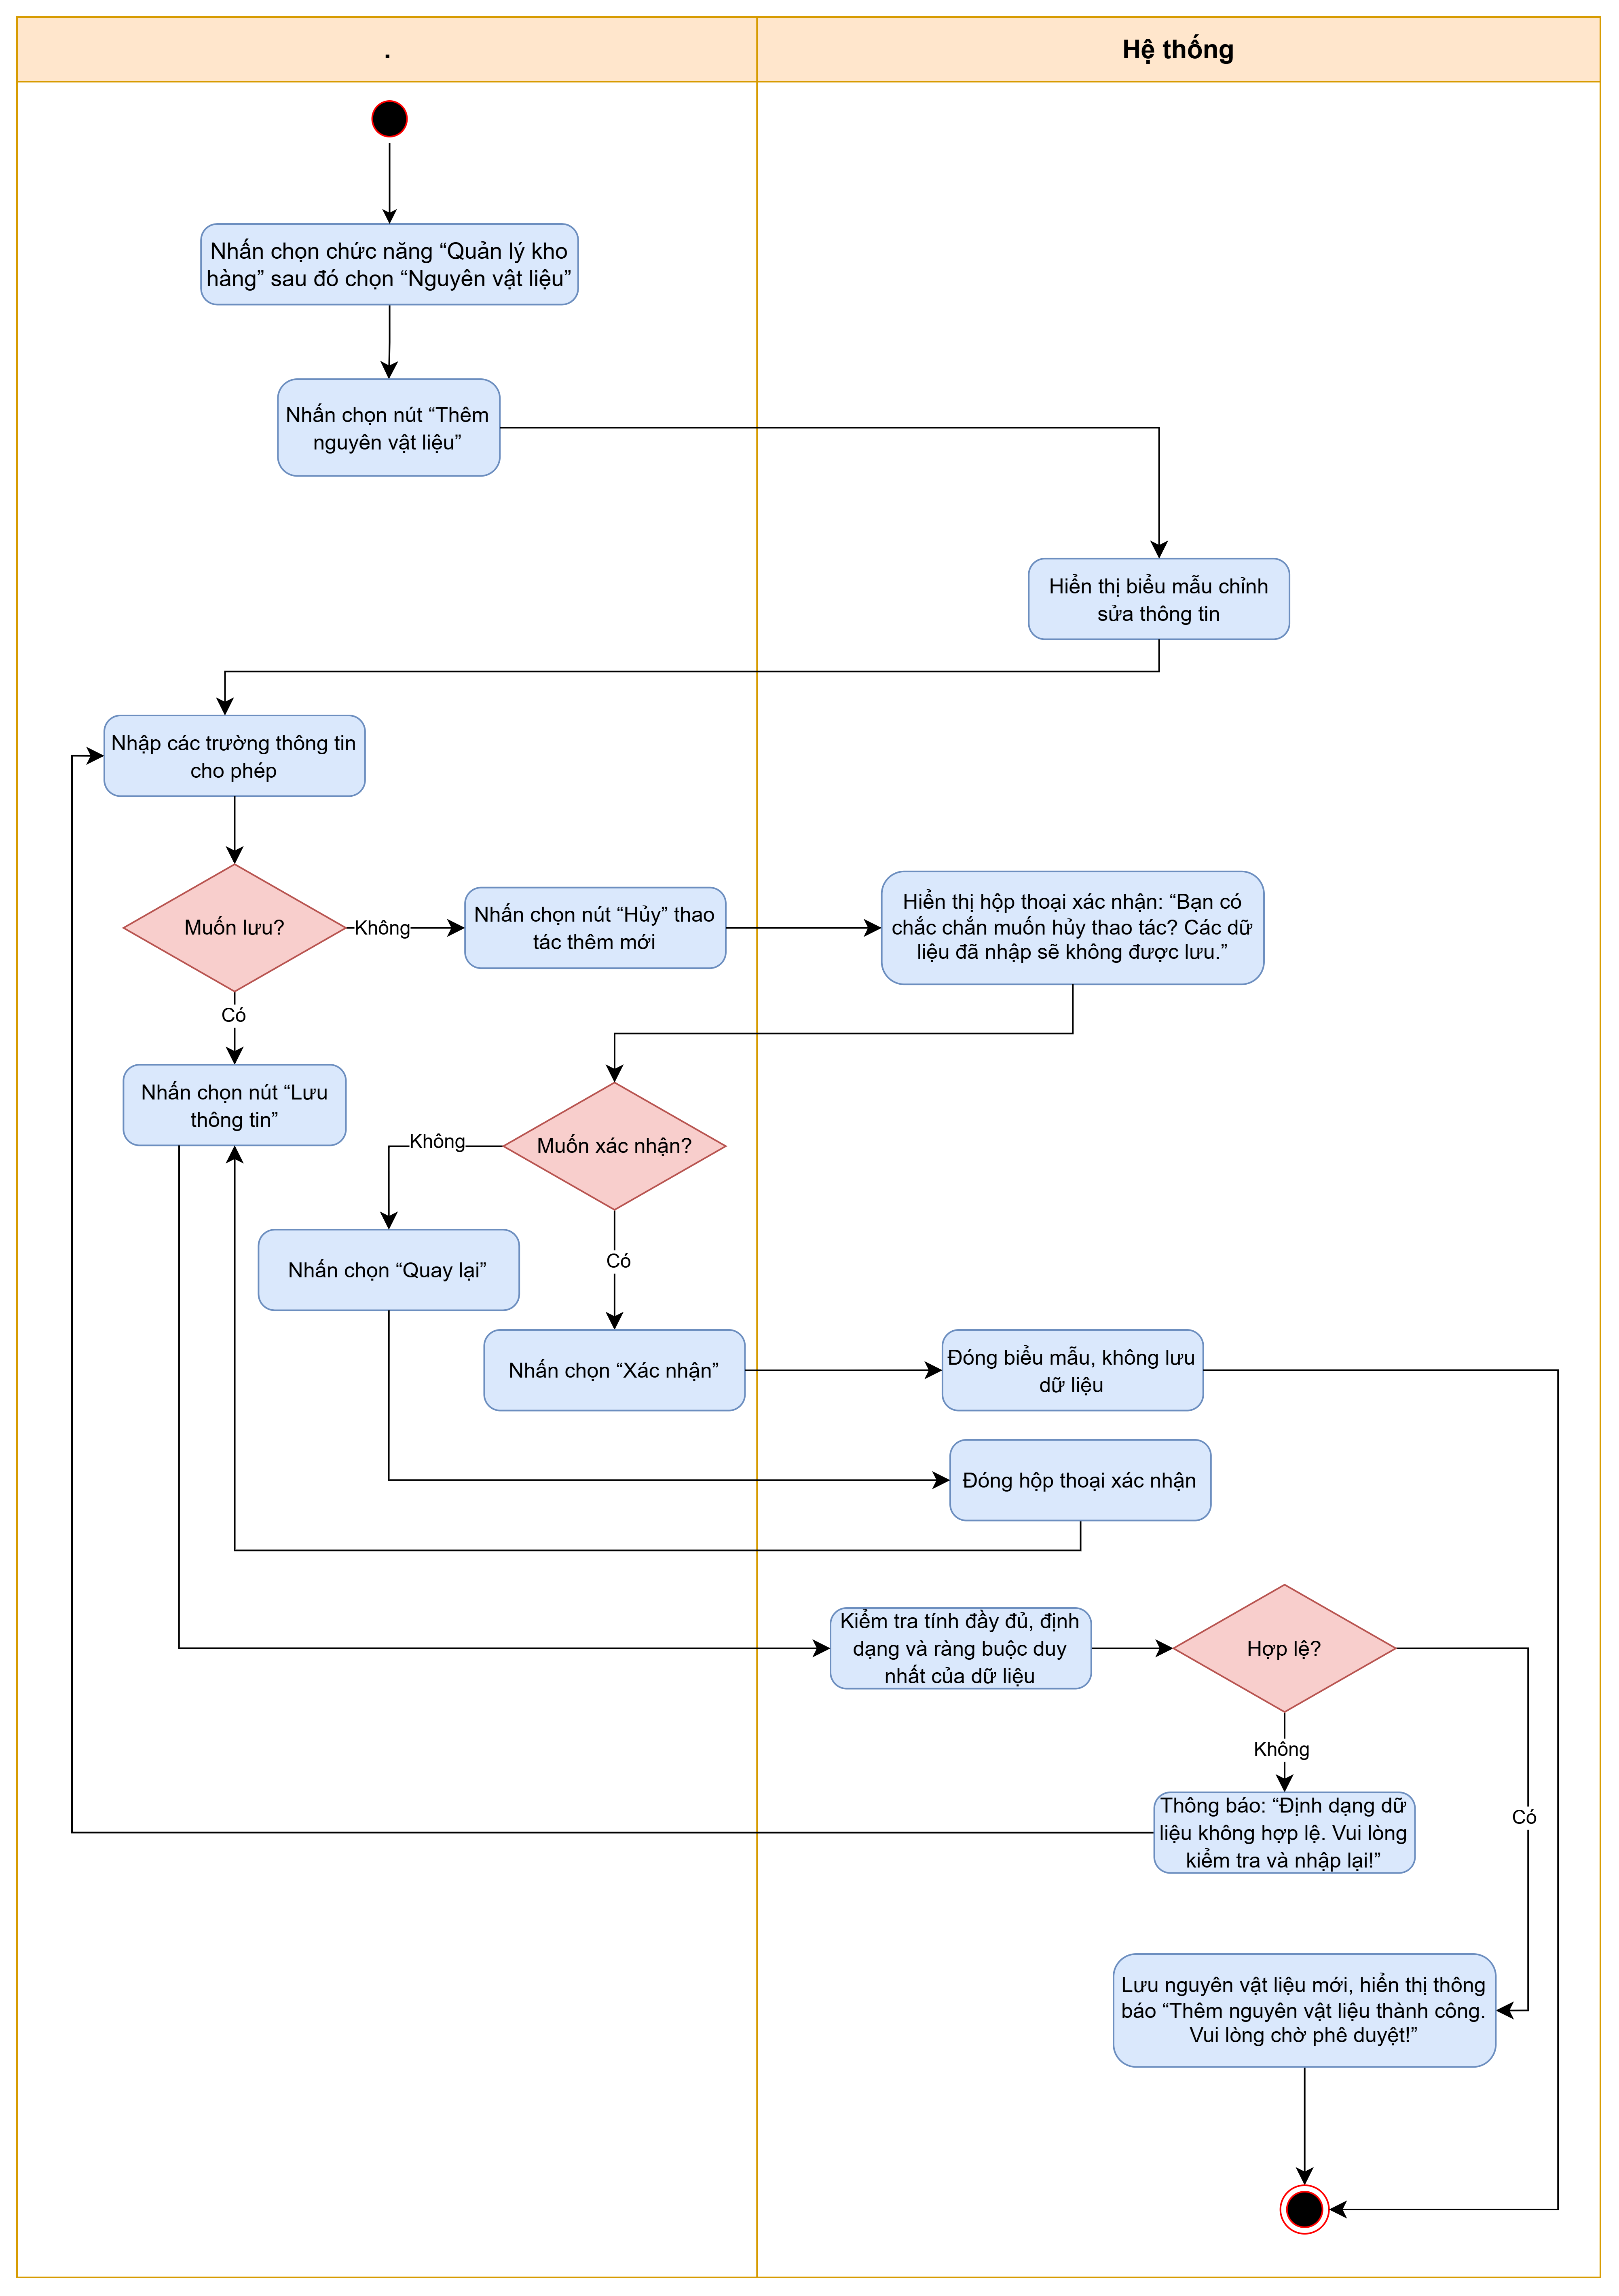 .
Hệ thống
Nhấn chọn chức năng “Quản lý kho
hàng” sau đó chọn “Nguyên vật liệu”
Nhấn chọn nút “Thêm
nguyên vật liệu”
Hiển thị biểu mẫu chỉnh
sửa thông tin
Nhập các trường thông tin
cho phép
Muốn lưu?
Không
Nhấn chọn nút “Hủy” thao
tác thêm mới
Hiển thị hộp thoại xác nhận: “Bạn có
chắc chắn muốn hủy thao tác? Các dữ
liệu đã nhập sẽ không được lưu.”
Có
Nhấn chọn nút “Lưu
thông tin”
Muốn xác nhận?
Không
Nhấn chọn “Quay lại”
Có
Nhấn chọn “Xác nhận”
Đóng biểu mẫu, không lưu
dữ liệu
Đóng hộp thoại xác nhận
Kiểm tra tính đầy đủ, định
dạng và ràng buộc duy
nhất của dữ liệu
Hợp lệ?
Không
Thông báo: “Định dạng dữ
liệu không hợp lệ. Vui lòng
kiểm tra và nhập lại!”
Có
Lưu nguyên vật liệu mới, hiển thị thông
báo “Thêm nguyên vật liệu thành công.
Vui lòng chờ phê duyệt!”